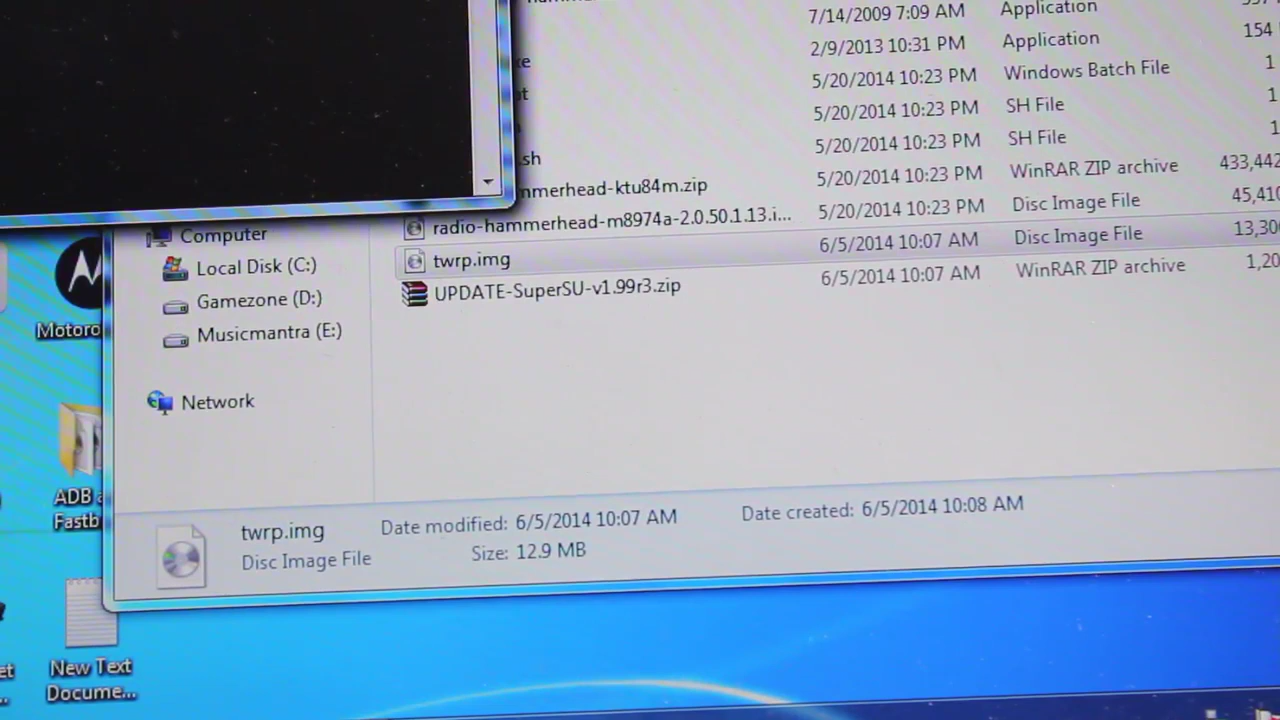 7/14/2009 7:09 AM Application
2/9/2013 10:31 PM Application 154
5/20/2014 10:23 PM Windows Batch File 1
5/20/2014 10:23 PM SH File 1
.sh 5/20/2014 10:23 PM SH File 1
mmerhead-ktu84m.zip 5/20/2014 10:23 PM WinRAR ZIP archive 433,442
radio-hammerhead-m8974a-2.0.50.1.13.i... 5/20/2014 10:23 PM Disc Image File 45,410
twrp.img 6/5/2014 10:07 AM Disc Image File 13,30
UPDATE-SuperSU-v1.99r3.zip 6/5/2014 10:07 AM WinRAR ZIP archive 1,20
Computer
Local Disk (C:)
Gamezone (D:)
Musicmantra (E:)
Network
twrp.img Date modified: 6/5/2014 10:07 AM Date created: 6/5/2014 10:08 AM
Disc Image File Size: 12.9 MB
Motoro
ADB a
Fastb
New Text
Docume...